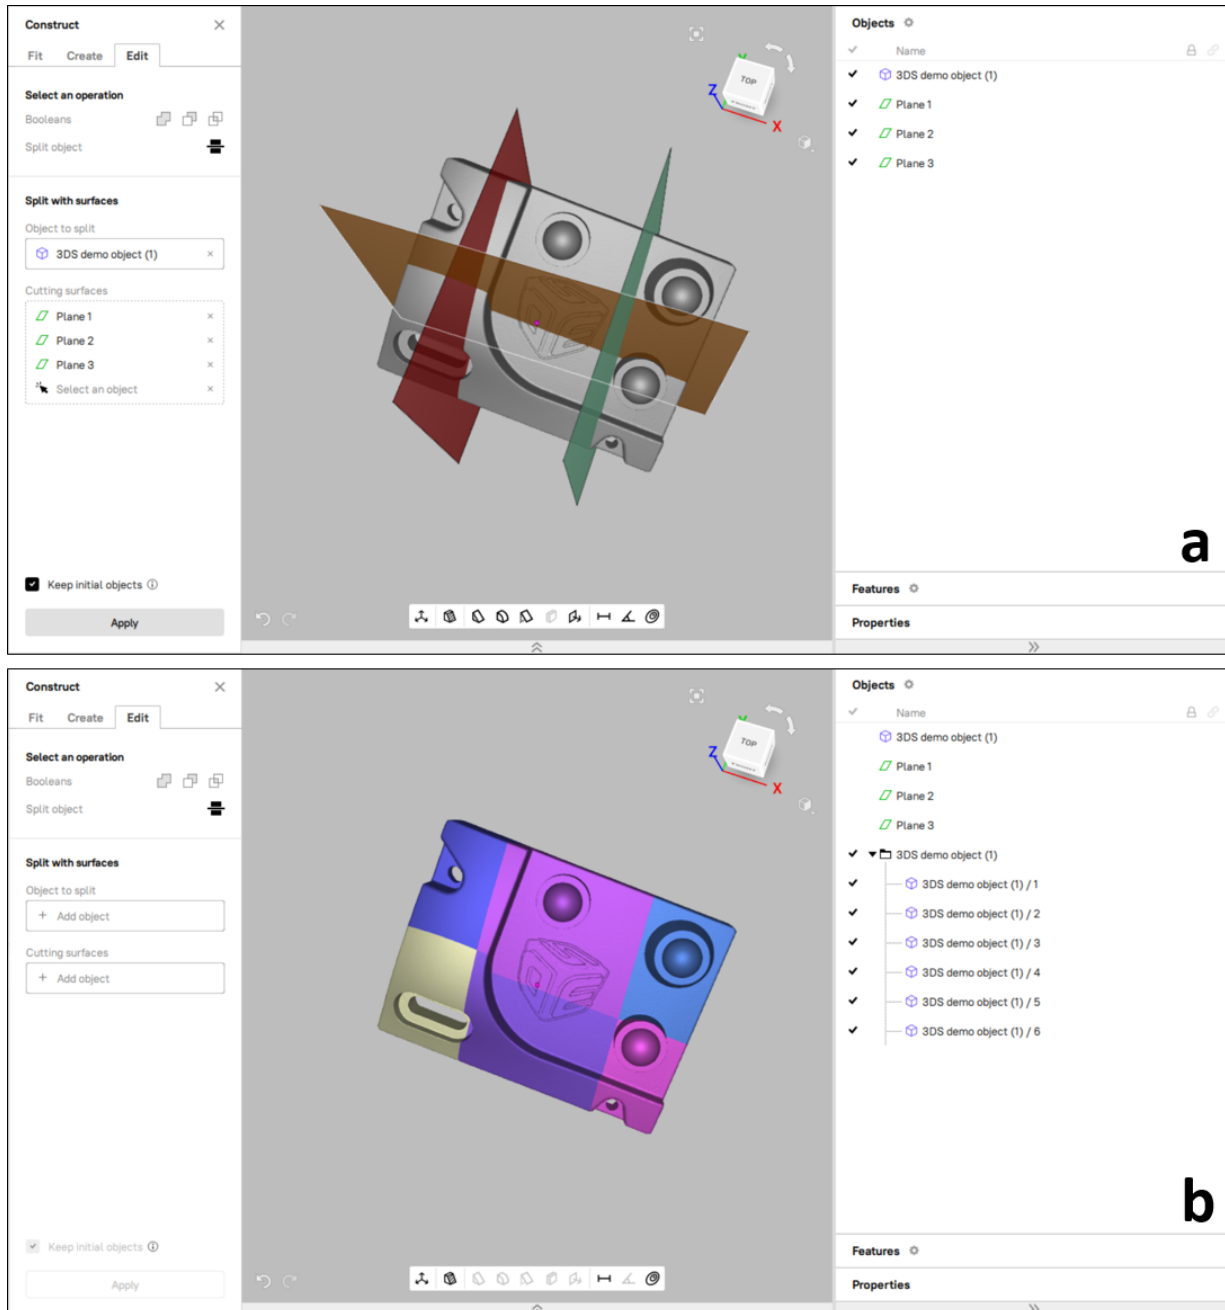 Construct
Fit Create Edit
Select an operation
Booleans
Split object
Split with surfaces
Object to split
3DS demo object (1)
Cutting surfaces
Plane 1
Plane 2
Plane 3
Select an object
Keep initial objects
Apply
TOP
Z
X
Objects
Name
3DS demo object (1)
Plane 1
Plane 2
Plane 3
a
Features
Properties
Construct
Fit Create Edit
Select an operation
Booleans
Split object
Split with surfaces
Object to split
+ Add object
Cutting surfaces
+ Add object
Keep initial objects
Apply
TOP
Z
X
Objects
Name
3DS demo object (1)
Plane 1
Plane 2
Plane 3
3DS demo object (1)
3DS demo object (1) / 1
3DS demo object (1) / 2
3DS demo object (1) / 3
3DS demo object (1) / 4
3DS demo object (1) / 5
3DS demo object (1) / 6
b
Features
Properties